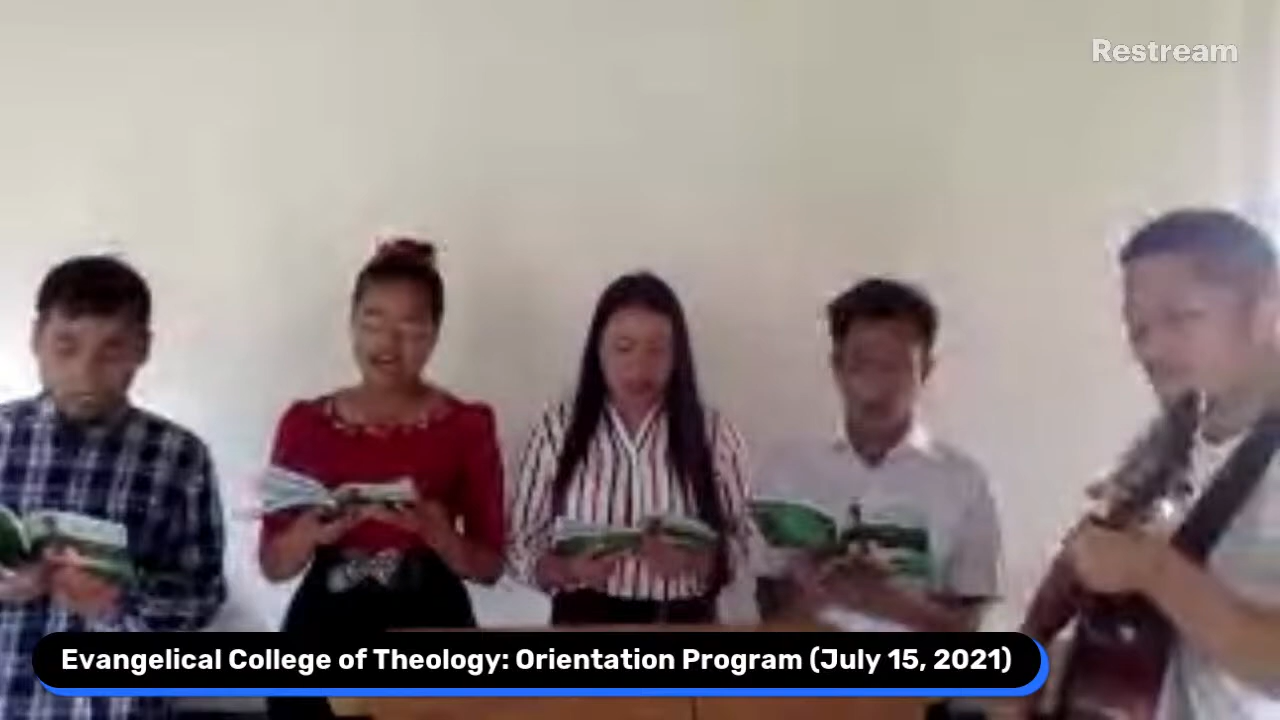 Restream
Evangelical College of Theology: Orientation Program (July 15, 2021)